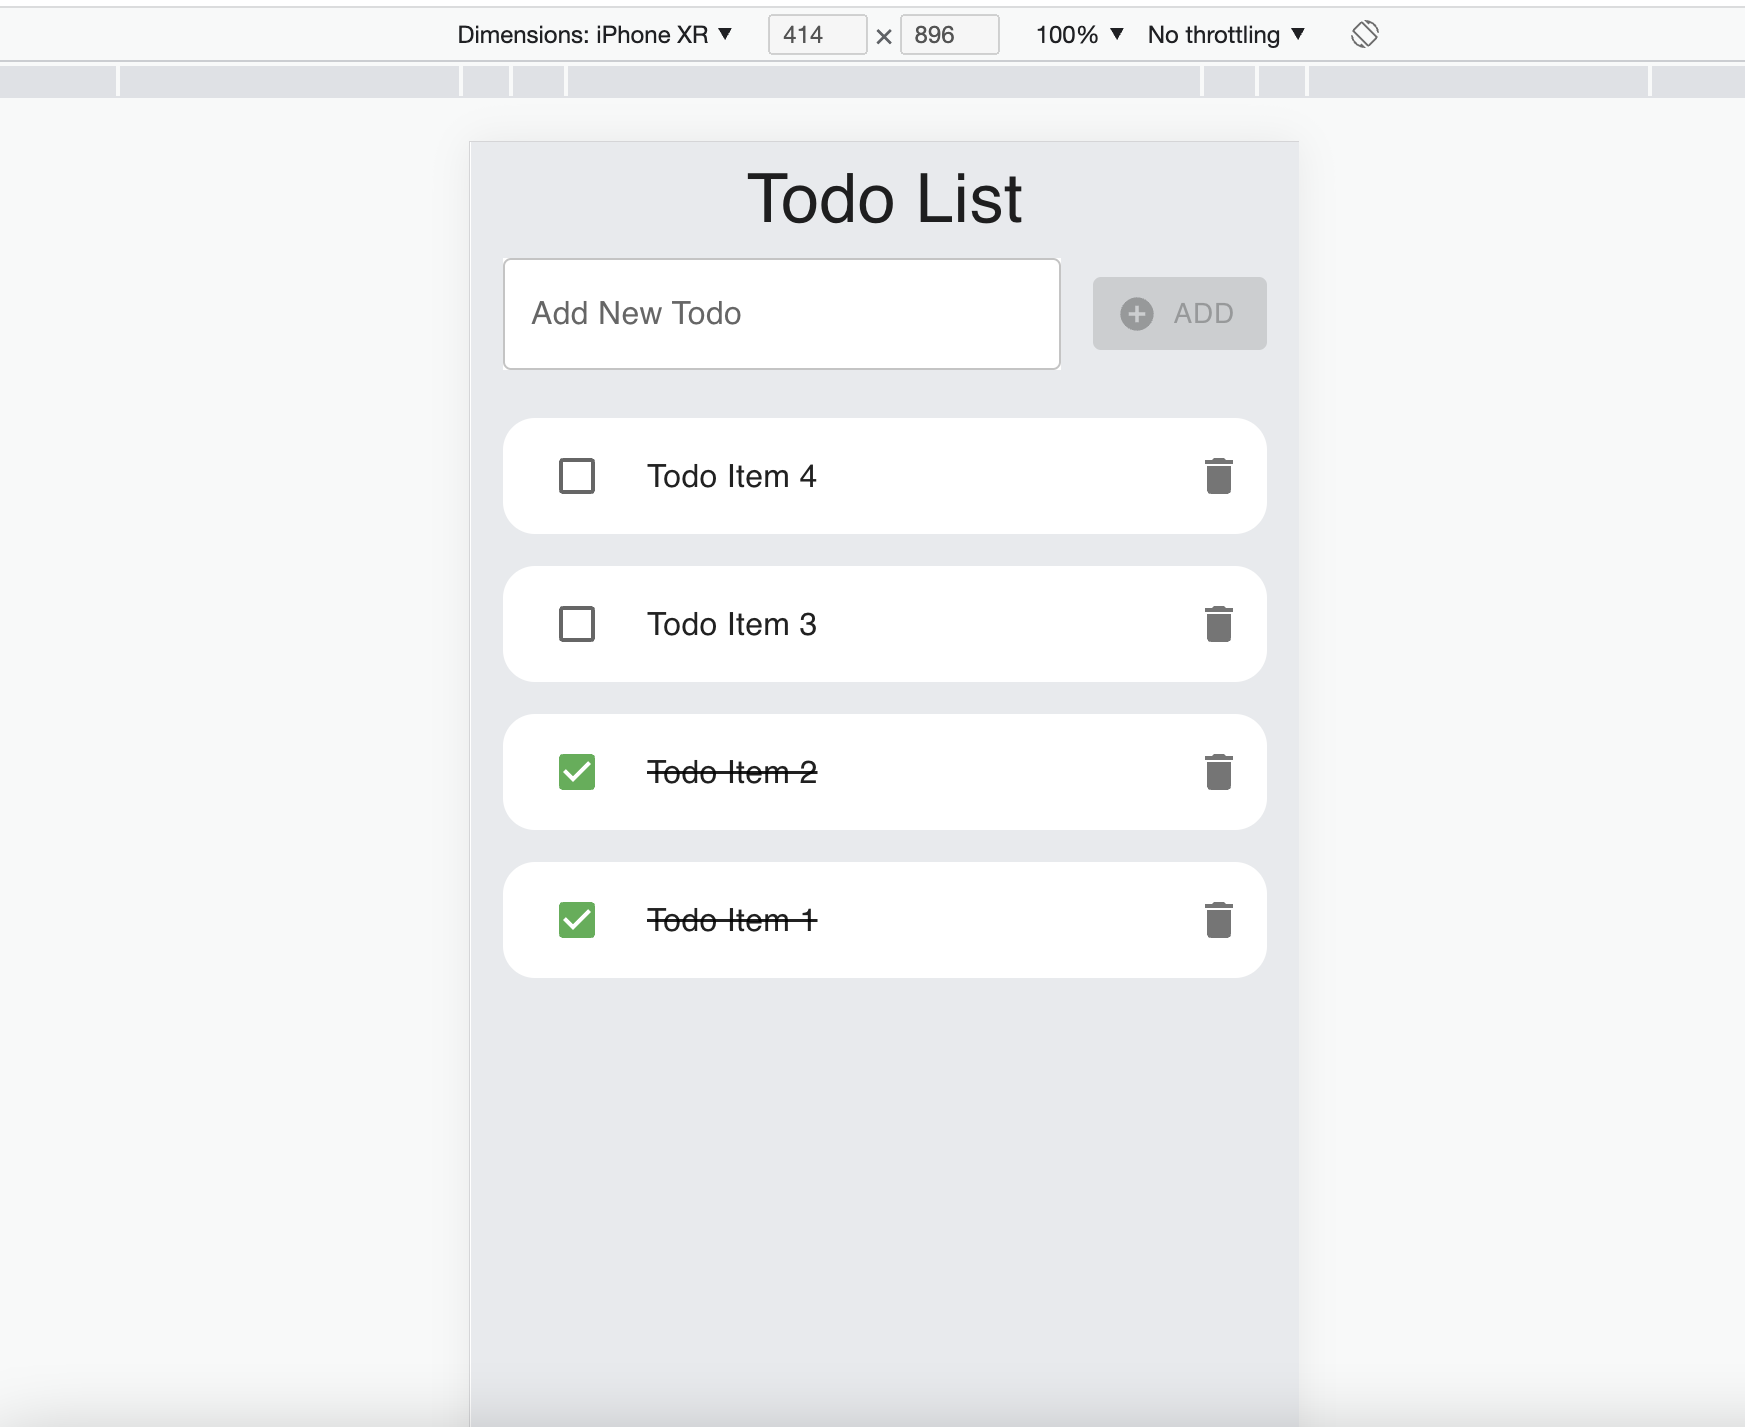 Dimensions: iPhone XR ▼ 414 × 896 100% ▼ No throttling ▼
Todo List
Add New Todo
ADD
Todo Item 4
Todo Item 3
Todo Item 2
Todo Item 1